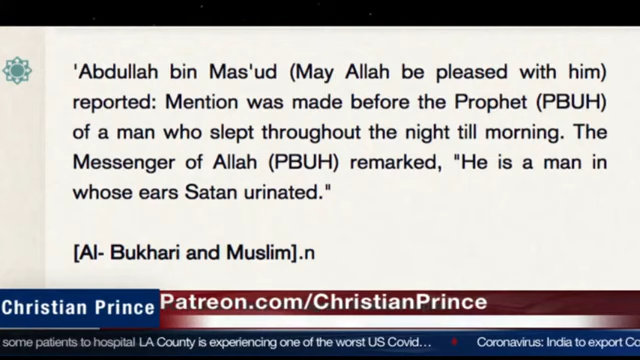 'Abdullah bin Mas'ud (May Allah be pleased with him)
reported: Mention was made before the Prophet (PBUH)
of a man who slept throughout the night till morning. The
Messenger of Allah (PBUH) remarked, "He is a man in
whose ears Satan urinated."
[Al- Bukhari and Muslim].n
Christian Prince
Patreon.com/ChristianPrince
some patients to hospital LA County is experiencing one of the worst US Covid... Coronavirus: India to export Co